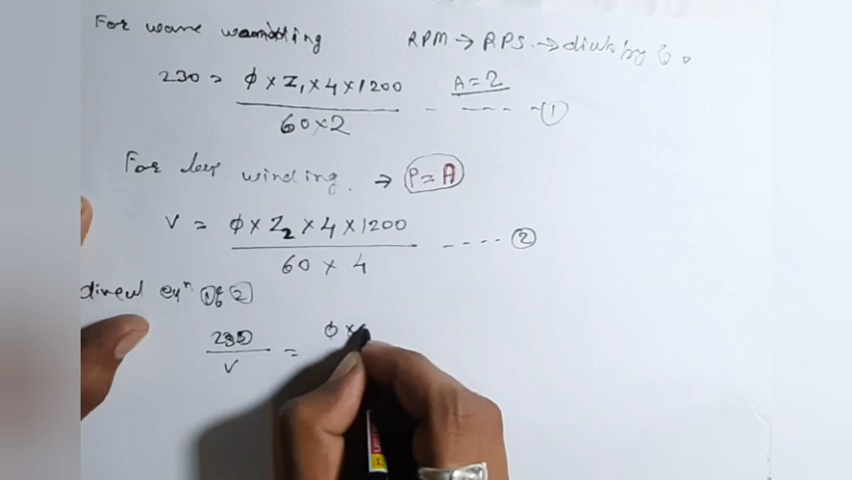 For wave winding
RPM → RPS → divide by 60
A = 2
230 = φ × Z₁ × 4 × 1200
60 × 2 - - - - - ①
For lap winding. → P = A
V = φ × Z₂ × 4 × 1200
60 × 4 - - - - ②
eqⁿ ① & ②
230 = φ ×
V